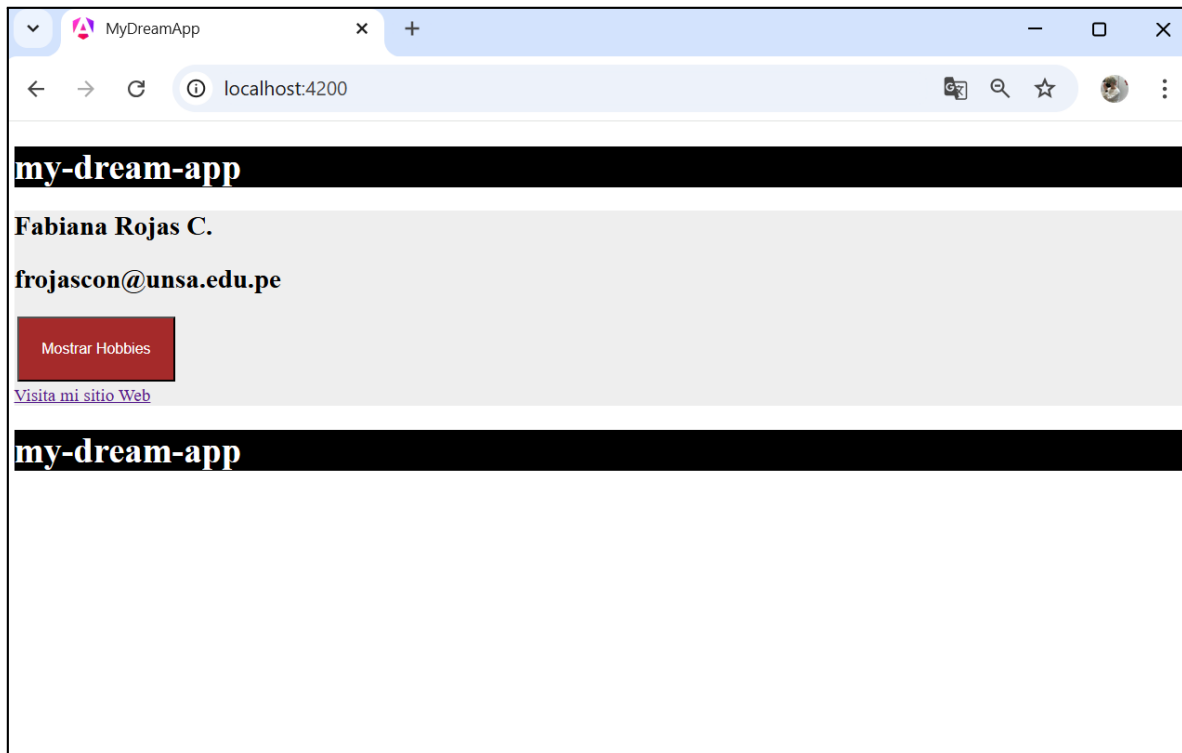 MyDreamApp
localhost:4200
my-dream-app
Fabiana Rojas C.
frojascon@unsa.edu.pe
Mostrar Hobbies
Visita mi sitio Web
my-dream-app